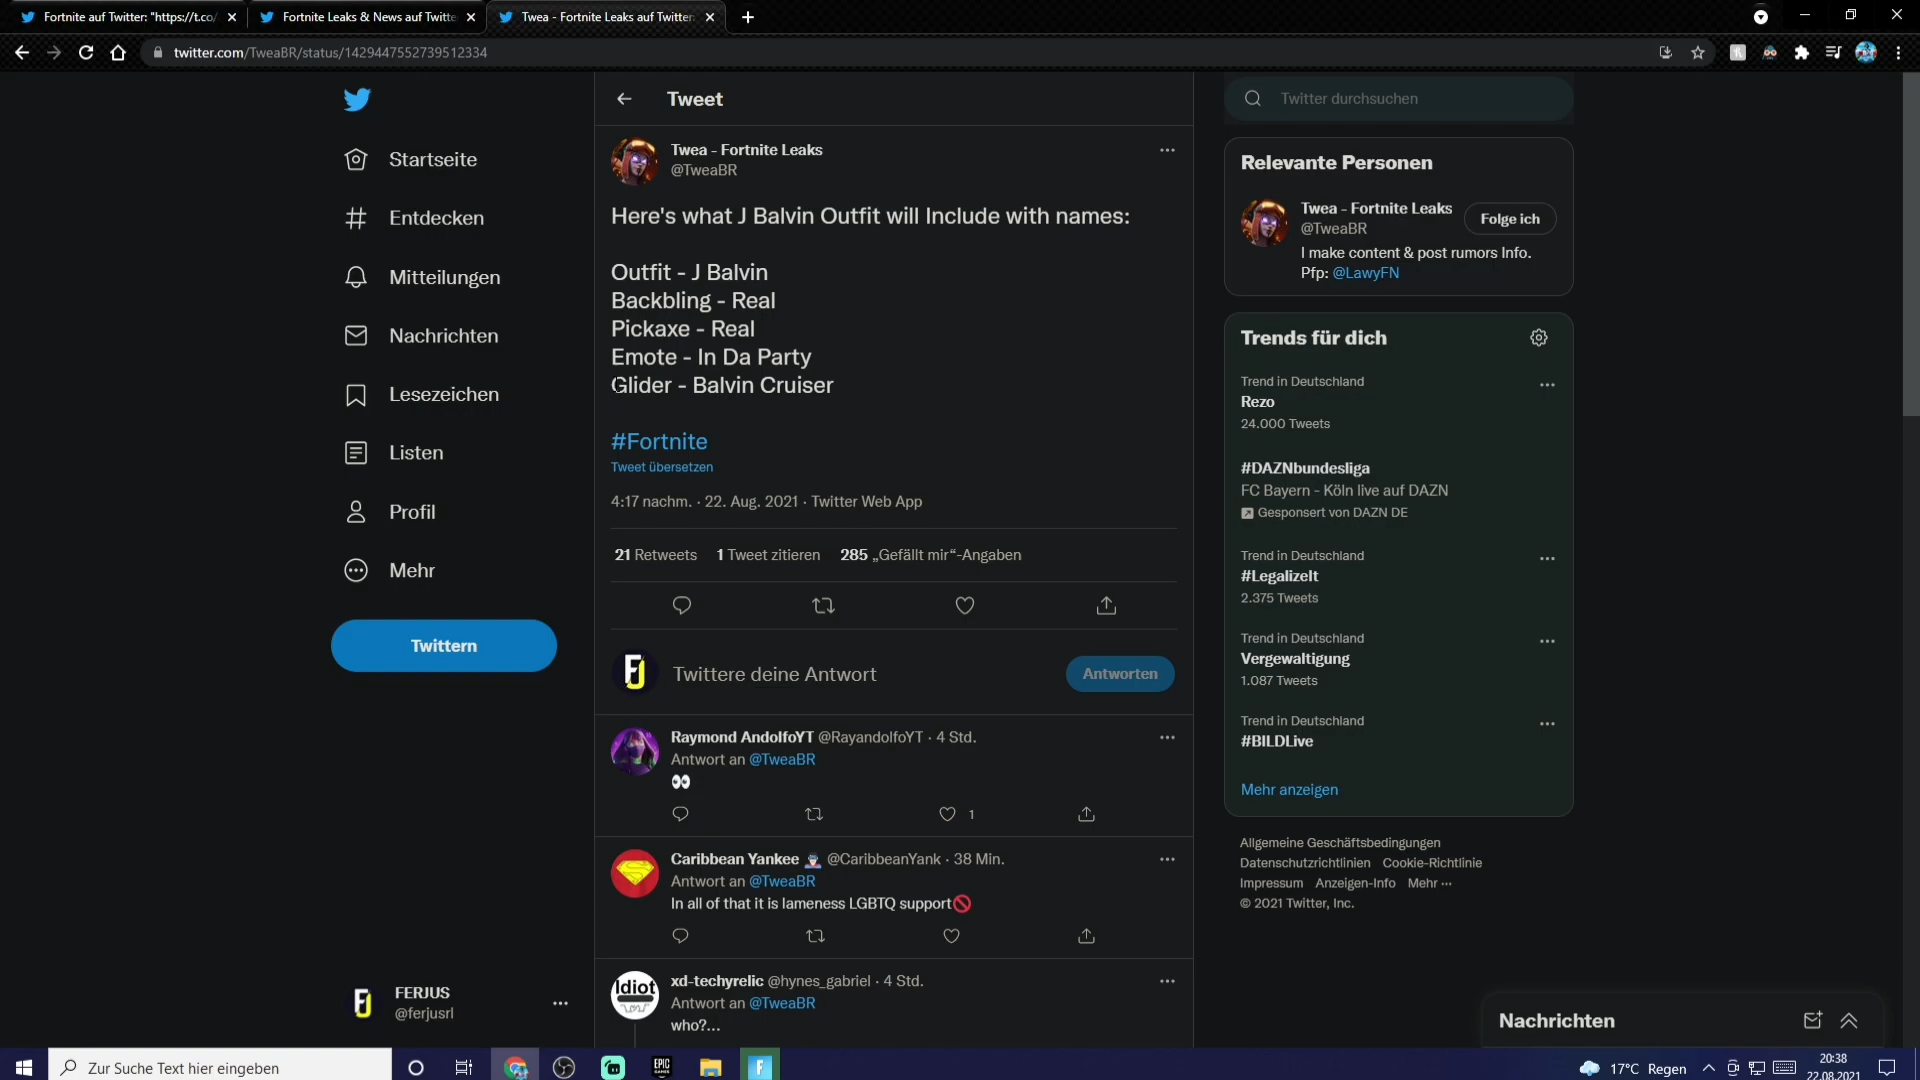 Fortnite auf Twitter: "https://t.co/
Fortnite Leaks & News auf Twitte
Twea - Fortnite Leaks auf Twitter
twitter.com/TweaBR/status/1429447552739512334
Startseite
Entdecken
Mitteilungen
Nachrichten
Lesezeichen
Listen
Profil
Mehr
Twittern
FERJUS
@ferjusrl
Tweet
Twea - Fortnite Leaks
@TweaBR
Here's what J Balvin Outfit will Include with names:
Outfit - J Balvin
Backbling - Real
Pickaxe - Real
Emote - In Da Party
Glider - Balvin Cruiser
#Fortnite
Tweet übersetzen
4:17 nachm. · 22. Aug. 2021 · Twitter Web App
21 Retweets 1 Tweet zitieren 285 „Gefällt mir“-Angaben
FJ
Twittere deine Antwort
Antworten
Raymond AndolfoYT @RayandolfoYT · 4 Std.
Antwort an @TweaBR
👀
1
Caribbean Yankee @CaribbeanYank · 38 Min.
Antwort an @TweaBR
In all of that it is lameness LGBTQ support🚫
Idiot
xd-techyrelic @hynes_gabriel · 4 Std.
Antwort an @TweaBR
who?...
Twitter durchsuchen
Relevante Personen
Twea - Fortnite Leaks
@TweaBR
Folge ich
I make content & post rumors Info.
Pfp: @LawyFN
Trends für dich
Trend in Deutschland
Rezo
24.000 Tweets
#DAZNbundesliga
FC Bayern - Köln live auf DAZN
Gesponsert von DAZN DE
Trend in Deutschland
#LegalizeIt
2.375 Tweets
Trend in Deutschland
Vergewaltigung
1.087 Tweets
Trend in Deutschland
#BILDLive
Mehr anzeigen
Allgemeine Geschäftsbedingungen
Datenschutzrichtlinien Cookie-Richtlinie
Impressum Anzeigen-Info Mehr ···
© 2021 Twitter, Inc.
Nachrichten
Zur Suche Text hier eingeben
EPIC GAMES
17°C Regen
20:38
22.08.2021